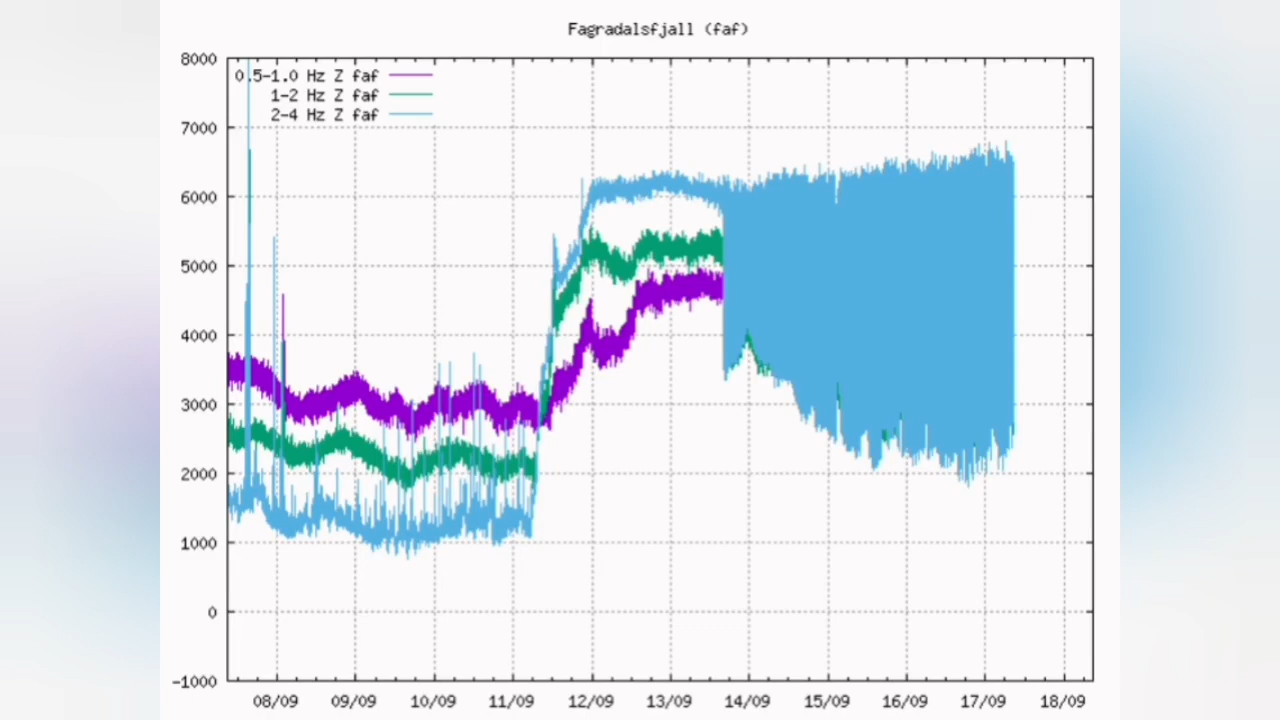 Fagradalsfjall (faf)
8000
0.5-1.0 Hz Z faf
1-2 Hz Z faf
2-4 Hz Z faf
7000
6000
5000
4000
3000
2000
1000
0
-1000
08/09 09/09 10/09 11/09 12/09 13/09 14/09 15/09 16/09 17/09 18/09